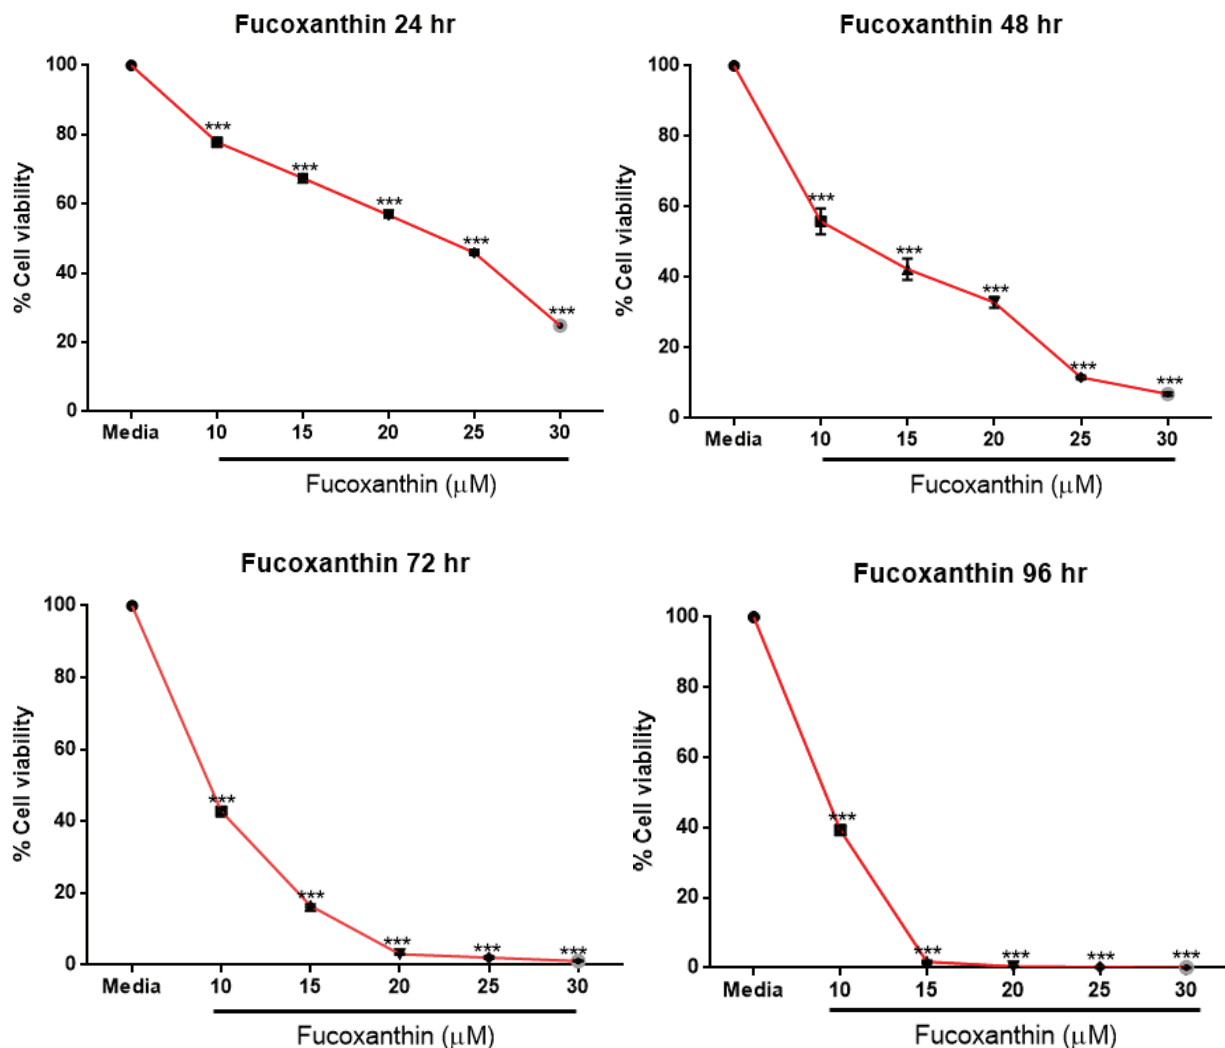 Fucoxanthin 24 hr
% Cell viability
100
80
60
40
20
0
***
***
***
***
***
Media 10 15 20 25 30
Fucoxanthin (μM)
Fucoxanthin 48 hr
% Cell viability
100
80
60
40
20
0
***
***
***
***
***
Media 10 15 20 25 30
Fucoxanthin (μM)
Fucoxanthin 72 hr
% Cell viability
100
80
60
40
20
0
***
***
***
***
***
Media 10 15 20 25 30
Fucoxanthin (μM)
Fucoxanthin 96 hr
% Cell viability
100
80
60
40
20
0
***
***
***
***
***
Media 10 15 20 25 30
Fucoxanthin (μM)